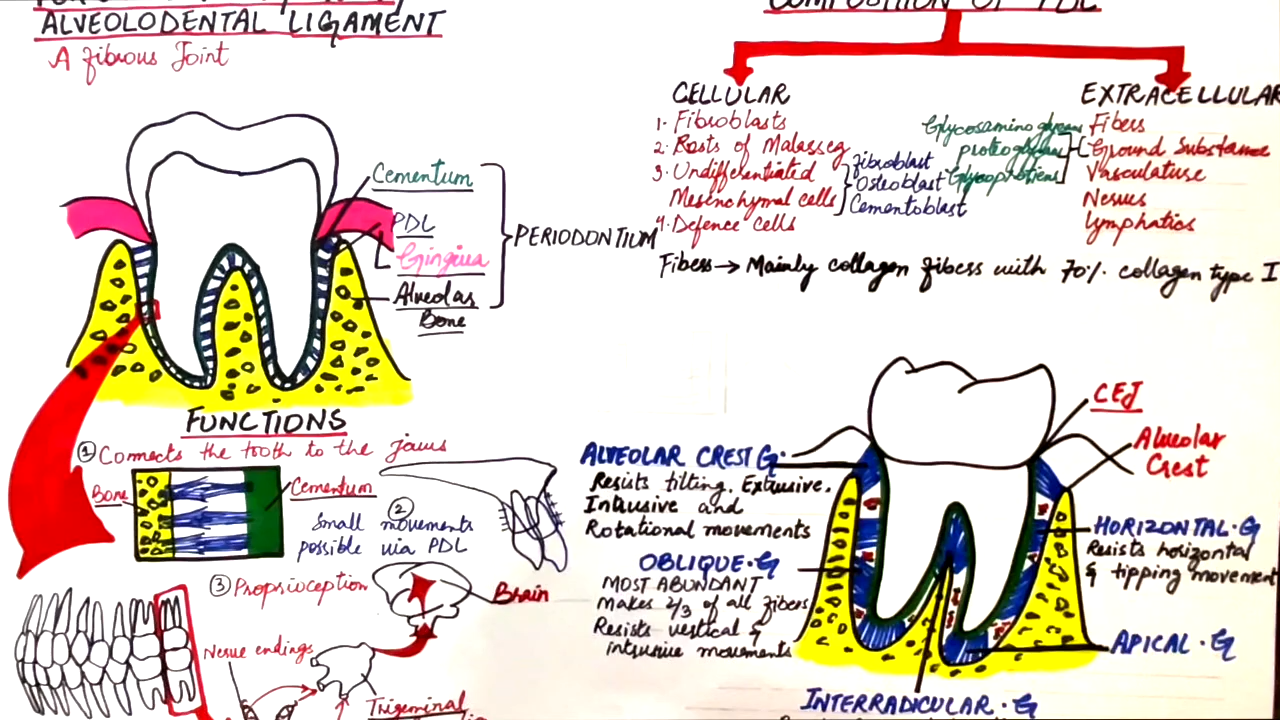 ALVEOLODENTAL LIGAMENT
A fibrous Joint
Cementum
PDL
Gingiva
Alveolar
Bone
PERIODONTIUM
FUNCTIONS
① Connects the tooth to the jaws
Bone
Cementum
②
Small movements
possible via PDL
③ Proprioception
Brain
Nerve endings
Trigeminal
COMPOSITION OF PDL
CELLULAR
1. Fibroblasts
2. Rests of Malassez
3. Undifferentiated
Mesenchymal cells
4. Defence cells
fibroblast
Osteoblast
Cementoblast
EXTRACELLULAR
Fibers
Ground Substance
Vasculature
Nerves
Lymphatics
Glycosaminoglycans
proteoglycans
Glycoproteins
Fibers → Mainly collagen fibers with 70% collagen type I
CEJ
Alveolar
Crest
ALVEOLAR CREST G.
Resists tilting, Extrusive,
Intrusive and
Rotational movements
OBLIQUE. G
MOST ABUNDANT
Makes 2/3 of all fibers
Resists vertical &
intrusive movements
HORIZONTAL. G
Resists horizontal
& tipping movement
APICAL. G
INTERRADICULAR. G